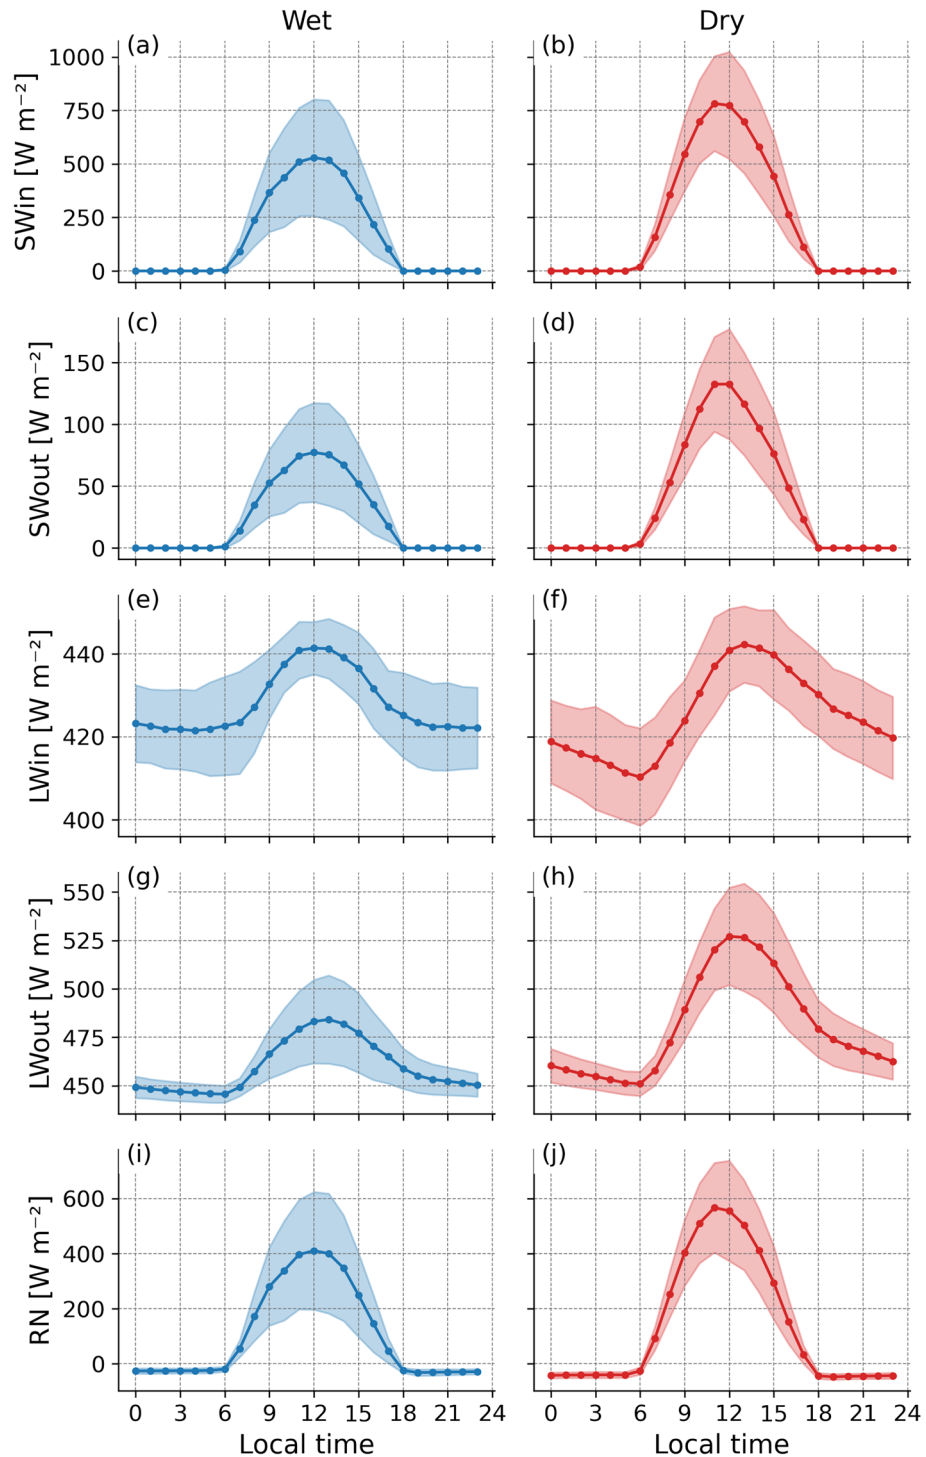 Wet Dry
(a) (b)
1000
750
500
250
0
SWin [W m⁻²]
(c) (d)
150
100
50
0
SWout [W m⁻²]
(e) (f)
440
420
400
LWin [W m⁻²]
(g) (h)
550
525
500
475
450
LWout [W m⁻²]
(i) (j)
600
400
200
0
RN [W m⁻²]
0 3 6 9 12 15 18 21 24 0 3 6 9 12 15 18 21 24
Local time Local time